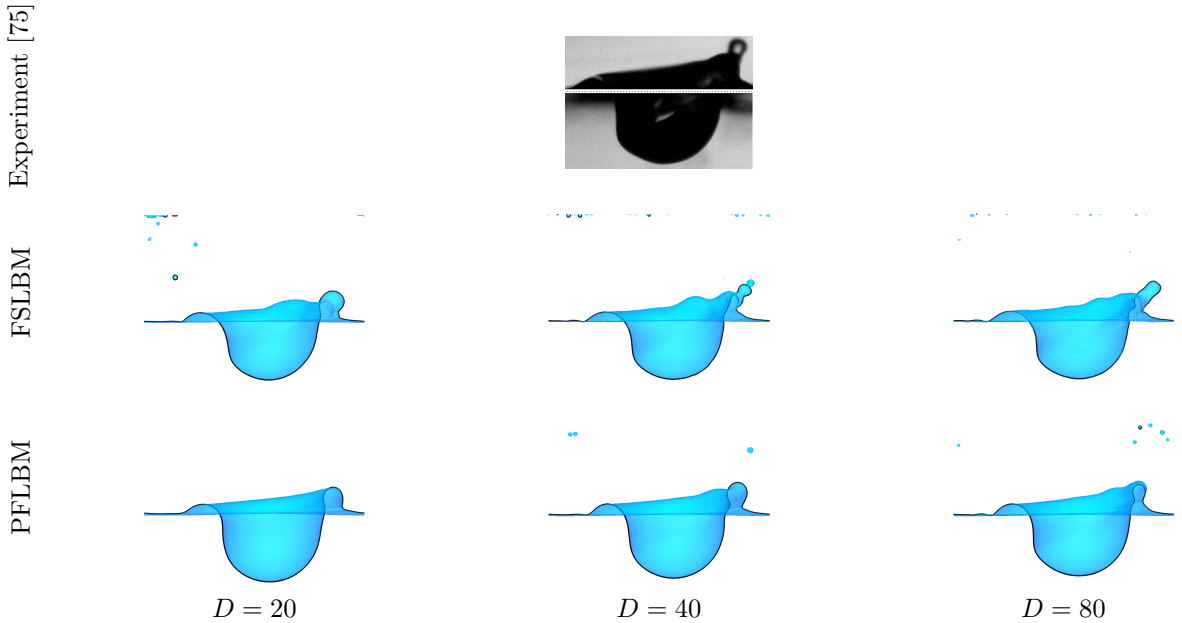 Experiment [75]
FSLBM
PFLBM
D = 20
D = 40
D = 80